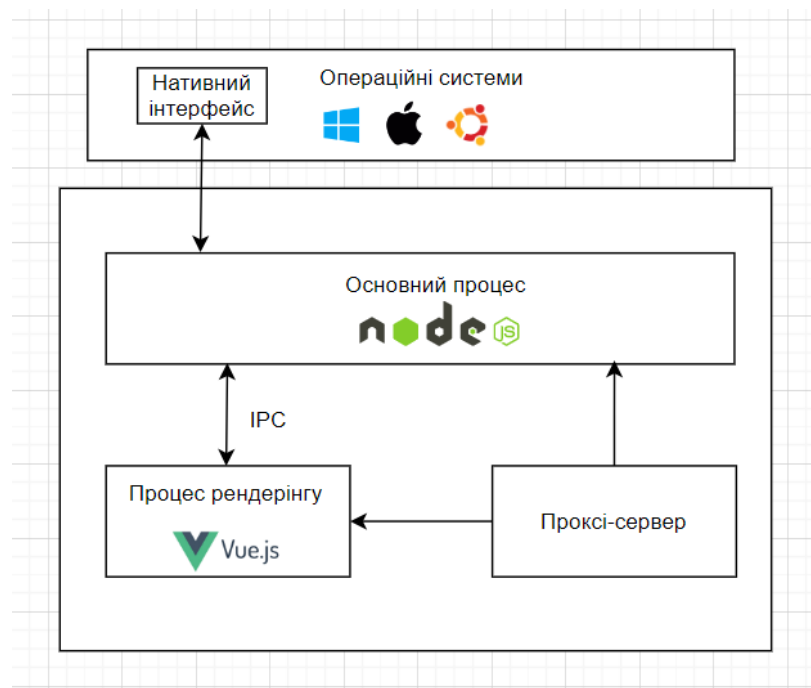 Нативний
інтерфейс
Операційні системи
Основний процес
node JS
IPC
Процес рендерінгу
Vue.js
Проксі-сервер